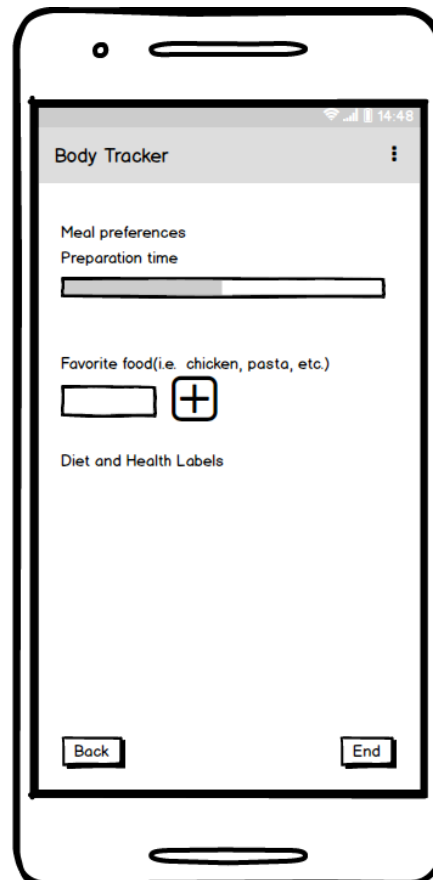 14:48
Body Tracker
Meal preferences
Preparation time
Favorite food(i.e. chicken, pasta, etc.)
Diet and Health Labels
Back
End